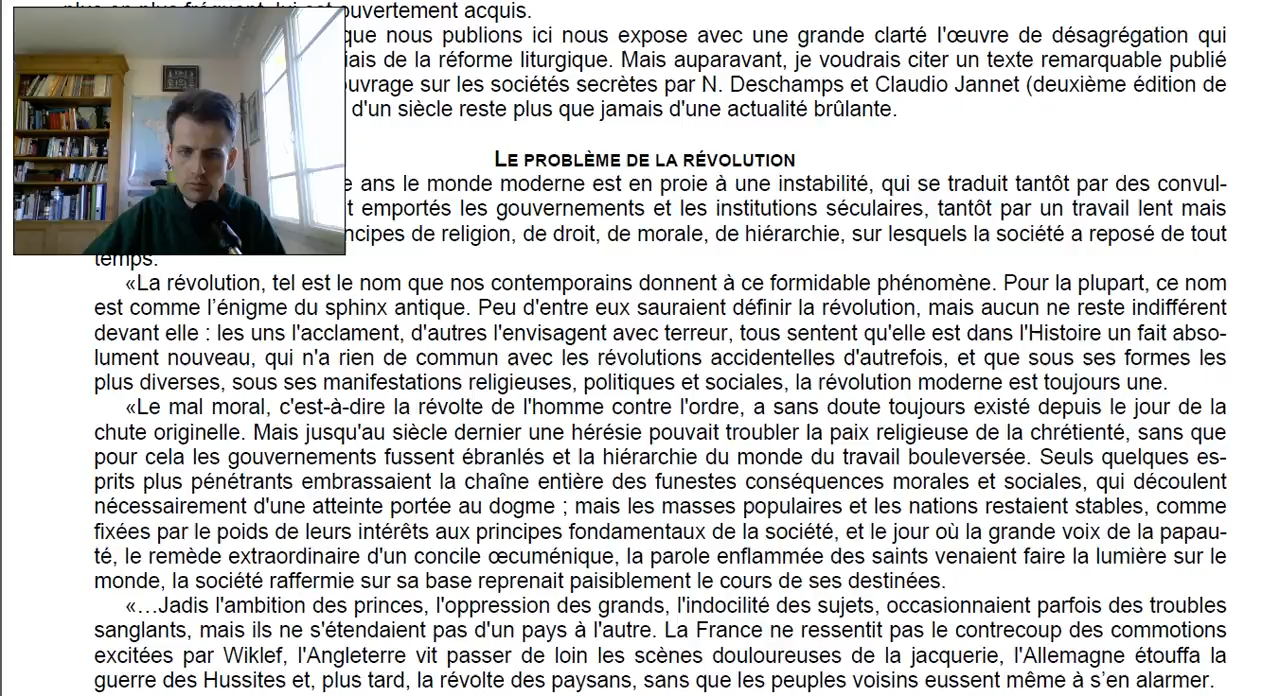 ouvertement acquis.
que nous publions ici nous expose avec une grande clarté l'œuvre de désagrégation qui
iais de la réforme liturgique. Mais auparavant, je voudrais citer un texte remarquable publié
uvrage sur les sociétés secretes par N. Deschamps et Claudio Jannet (deuxième édition de
d'un siècle reste plus que jamais d'une actualité brûlante.
LE PROBLÈME DE LA RÉVOLUTION
e ans le monde moderne est en proie à une instabilité, qui se traduit tantôt par des convul-
t emportés les gouvernements et les institutions séculaires, tantôt par un travail lent mais
ncipes de religion, de droit, de morale, de hiérarchie, sur lesquels la société a reposé de tout
temps.
«La révolution, tel est le nom que nos contemporains donnent à ce formidable phénomène. Pour la plupart, ce nom
est comme l’énigme du sphinx antique. Peu d'entre eux sauraient définir la révolution, mais aucun ne reste indifférent
devant elle : les uns l'acclament, d'autres l'envisagent avec terreur, tous sentent qu'elle est dans l'Histoire un fait abso-
lument nouveau, qui n'a rien de commun avec les révolutions accidentelles d'autrefois, et que sous ses formes les
plus diverses, sous ses manifestations religieuses, politiques et sociales, la révolution moderne est toujours une.
«Le mal moral, c'est-à-dire la révolte de l'homme contre l'ordre, a sans doute toujours existé depuis le jour de la
chute originelle. Mais jusqu'au siècle dernier une hérésie pouvait troubler la paix religieuse de la chrétienté, sans que
pour cela les gouvernements fussent ébranlés et la hiérarchie du monde du travail bouleversée. Seuls quelques es-
prits plus pénétrants embrassaient la chaîne entière des funestes conséquences morales et sociales, qui découlent
nécessairement d'une atteinte portée au dogme ; mais les masses populaires et les nations restaient stables, comme
fixées par le poids de leurs intérêts aux principes fondamentaux de la société, et le jour où la grande voix de la papau-
té, le remède extraordinaire d'un concile œcuménique, la parole enflammée des saints venaient faire la lumière sur le
monde, la société raffermie sur sa base reprenait paisiblement le cours de ses destinées.
«…Jadis l'ambition des princes, l'oppression des grands, l'indocilité des sujets, occasionnaient parfois des troubles
sanglants, mais ils ne s'étendaient pas d'un pays à l'autre. La France ne ressentit pas le contrecoup des commotions
excitées par Wiklef, l'Angleterre vit passer de loin les scènes douloureuses de la jacquerie, l'Allemagne étouffa la
guerre des Hussites et, plus tard, la révolte des paysans, sans que les peuples voisins eussent même à s’en alarmer.